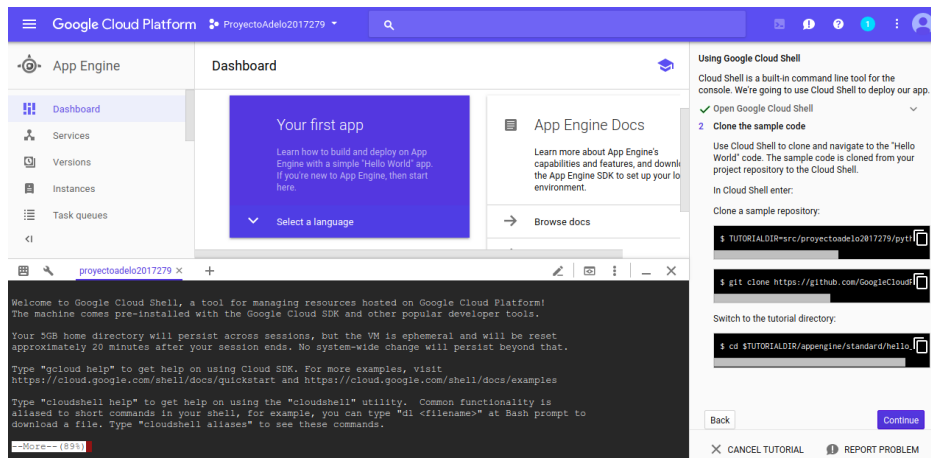 Google Cloud Platform
ProyectoAdelo2017279
1
App Engine
Dashboard
Services
Versions
Instances
Task queues
Dashboard
Your first app
Learn how to build and deploy on App
Engine with a simple "Hello World" app.
If you're new to App Engine, then start
here.
Select a language
App Engine Docs
Learn more about App Engine's
capabilities and features, and downl
the App Engine SDK to set up your lo
environment.
Browse docs
proyectoadelo2017279 ×
Welcome to Google Cloud Shell, a tool for managing resources hosted on Google Cloud Platform!
The machine comes pre-installed with the Google Cloud SDK and other popular developer tools.
Your 5GB home directory will persist across sessions, but the VM is ephemeral and will be reset
approximately 20 minutes after your session ends. No system-wide change will persist beyond that.
Type "gcloud help" to get help on using Cloud SDK. For more examples, visit
https://cloud.google.com/shell/docs/quickstart and https://cloud.google.com/shell/docs/examples
Type "cloudshell help" to get help on using the "cloudshell" utility.  Common functionality is
aliased to short commands in your shell, for example, you can type "dl <filename>" at Bash prompt to
download a file. Type "cloudshell aliases" to see these commands.
--More--(89%)
Using Google Cloud Shell
Cloud Shell is a built-in command line tool for the
console. We're going to use Cloud Shell to deploy our app.
Open Google Cloud Shell
2 Clone the sample code
Use Cloud Shell to clone and navigate to the "Hello
World" code. The sample code is cloned from your
project repository to the Cloud Shell.
In Cloud Shell enter:
Clone a sample repository:
$ TUTORIALDIR=src/proyectoadelo2017279/pyth
$ git clone https://github.com/GoogleCloudP
Switch to the tutorial directory:
$ cd $TUTORIALDIR/appengine/standard/hello_
Back
Continue
CANCEL TUTORIAL
REPORT PROBLEM